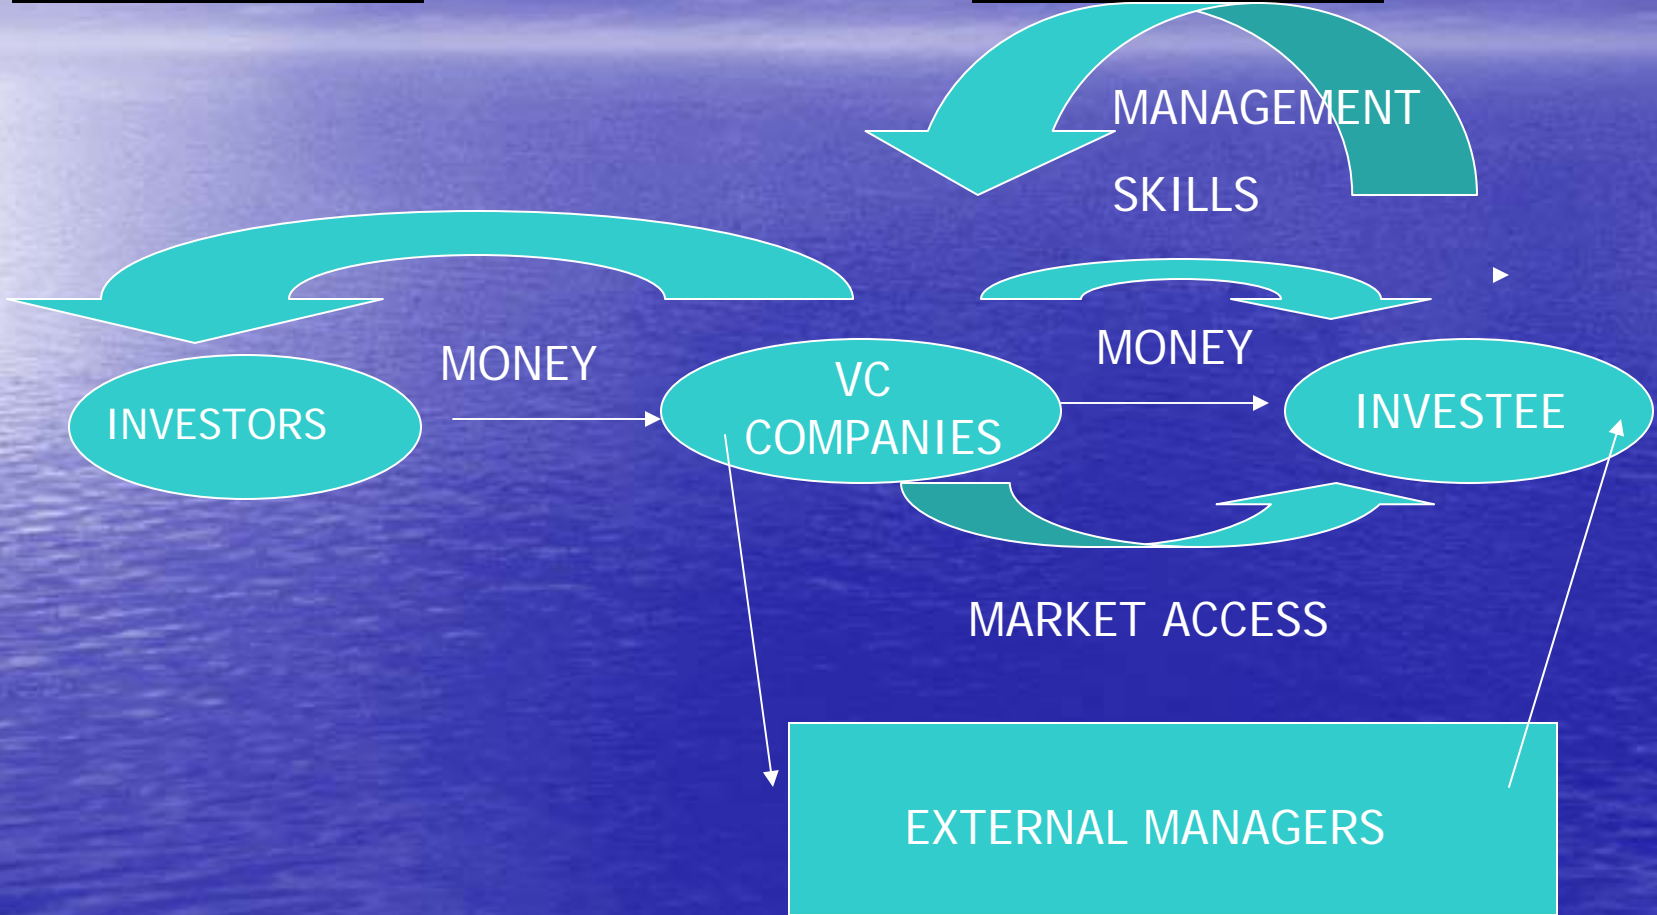 MANAGEMENT
SKILLS
MONEY
MONEY
INVESTORS
VC
COMPANIES
INVESTEE
MARKET ACCESS
EXTERNAL MANAGERS